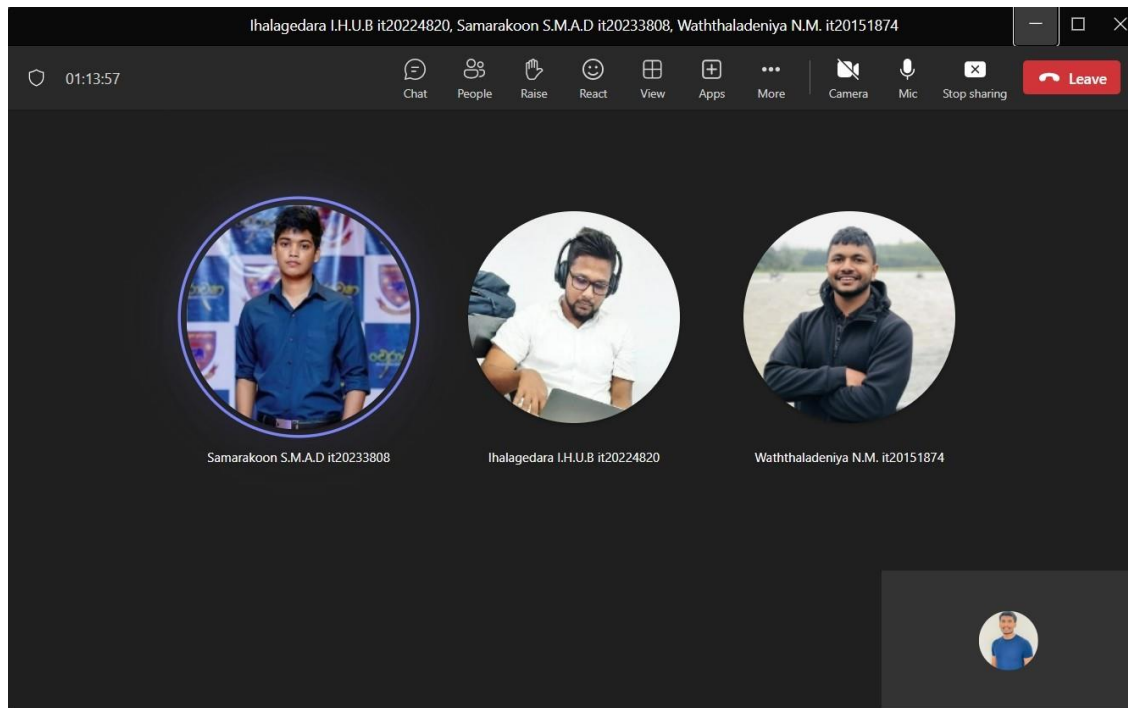 Ihalagedara I.H.U.B it20224820, Samarakoon S.M.A.D it20233808, Waththaladeniya N.M. it20151874
01:13:57
Chat People Raise React View Apps More Camera Mic Stop sharing Leave
Samarakoon S.M.A.D it20233808
Ihalagedara I.H.U.B it20224820
Waththaladeniya N.M. it20151874